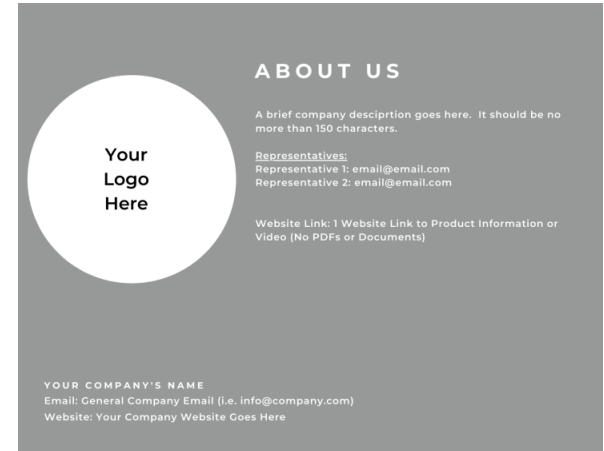 ABOUT US
A brief company desciprtion goes here.  It should be no
more than 150 characters.
Representatives:
Representative 1: email@email.com
Representative 2: email@email.com
Website Link: 1 Website Link to Product Information or
Video (No PDFs or Documents)
Your
Logo
Here
YOUR COMPANY'S NAME
Email: General Company Email (i.e. info@company.com)
Website: Your Company Website Goes Here